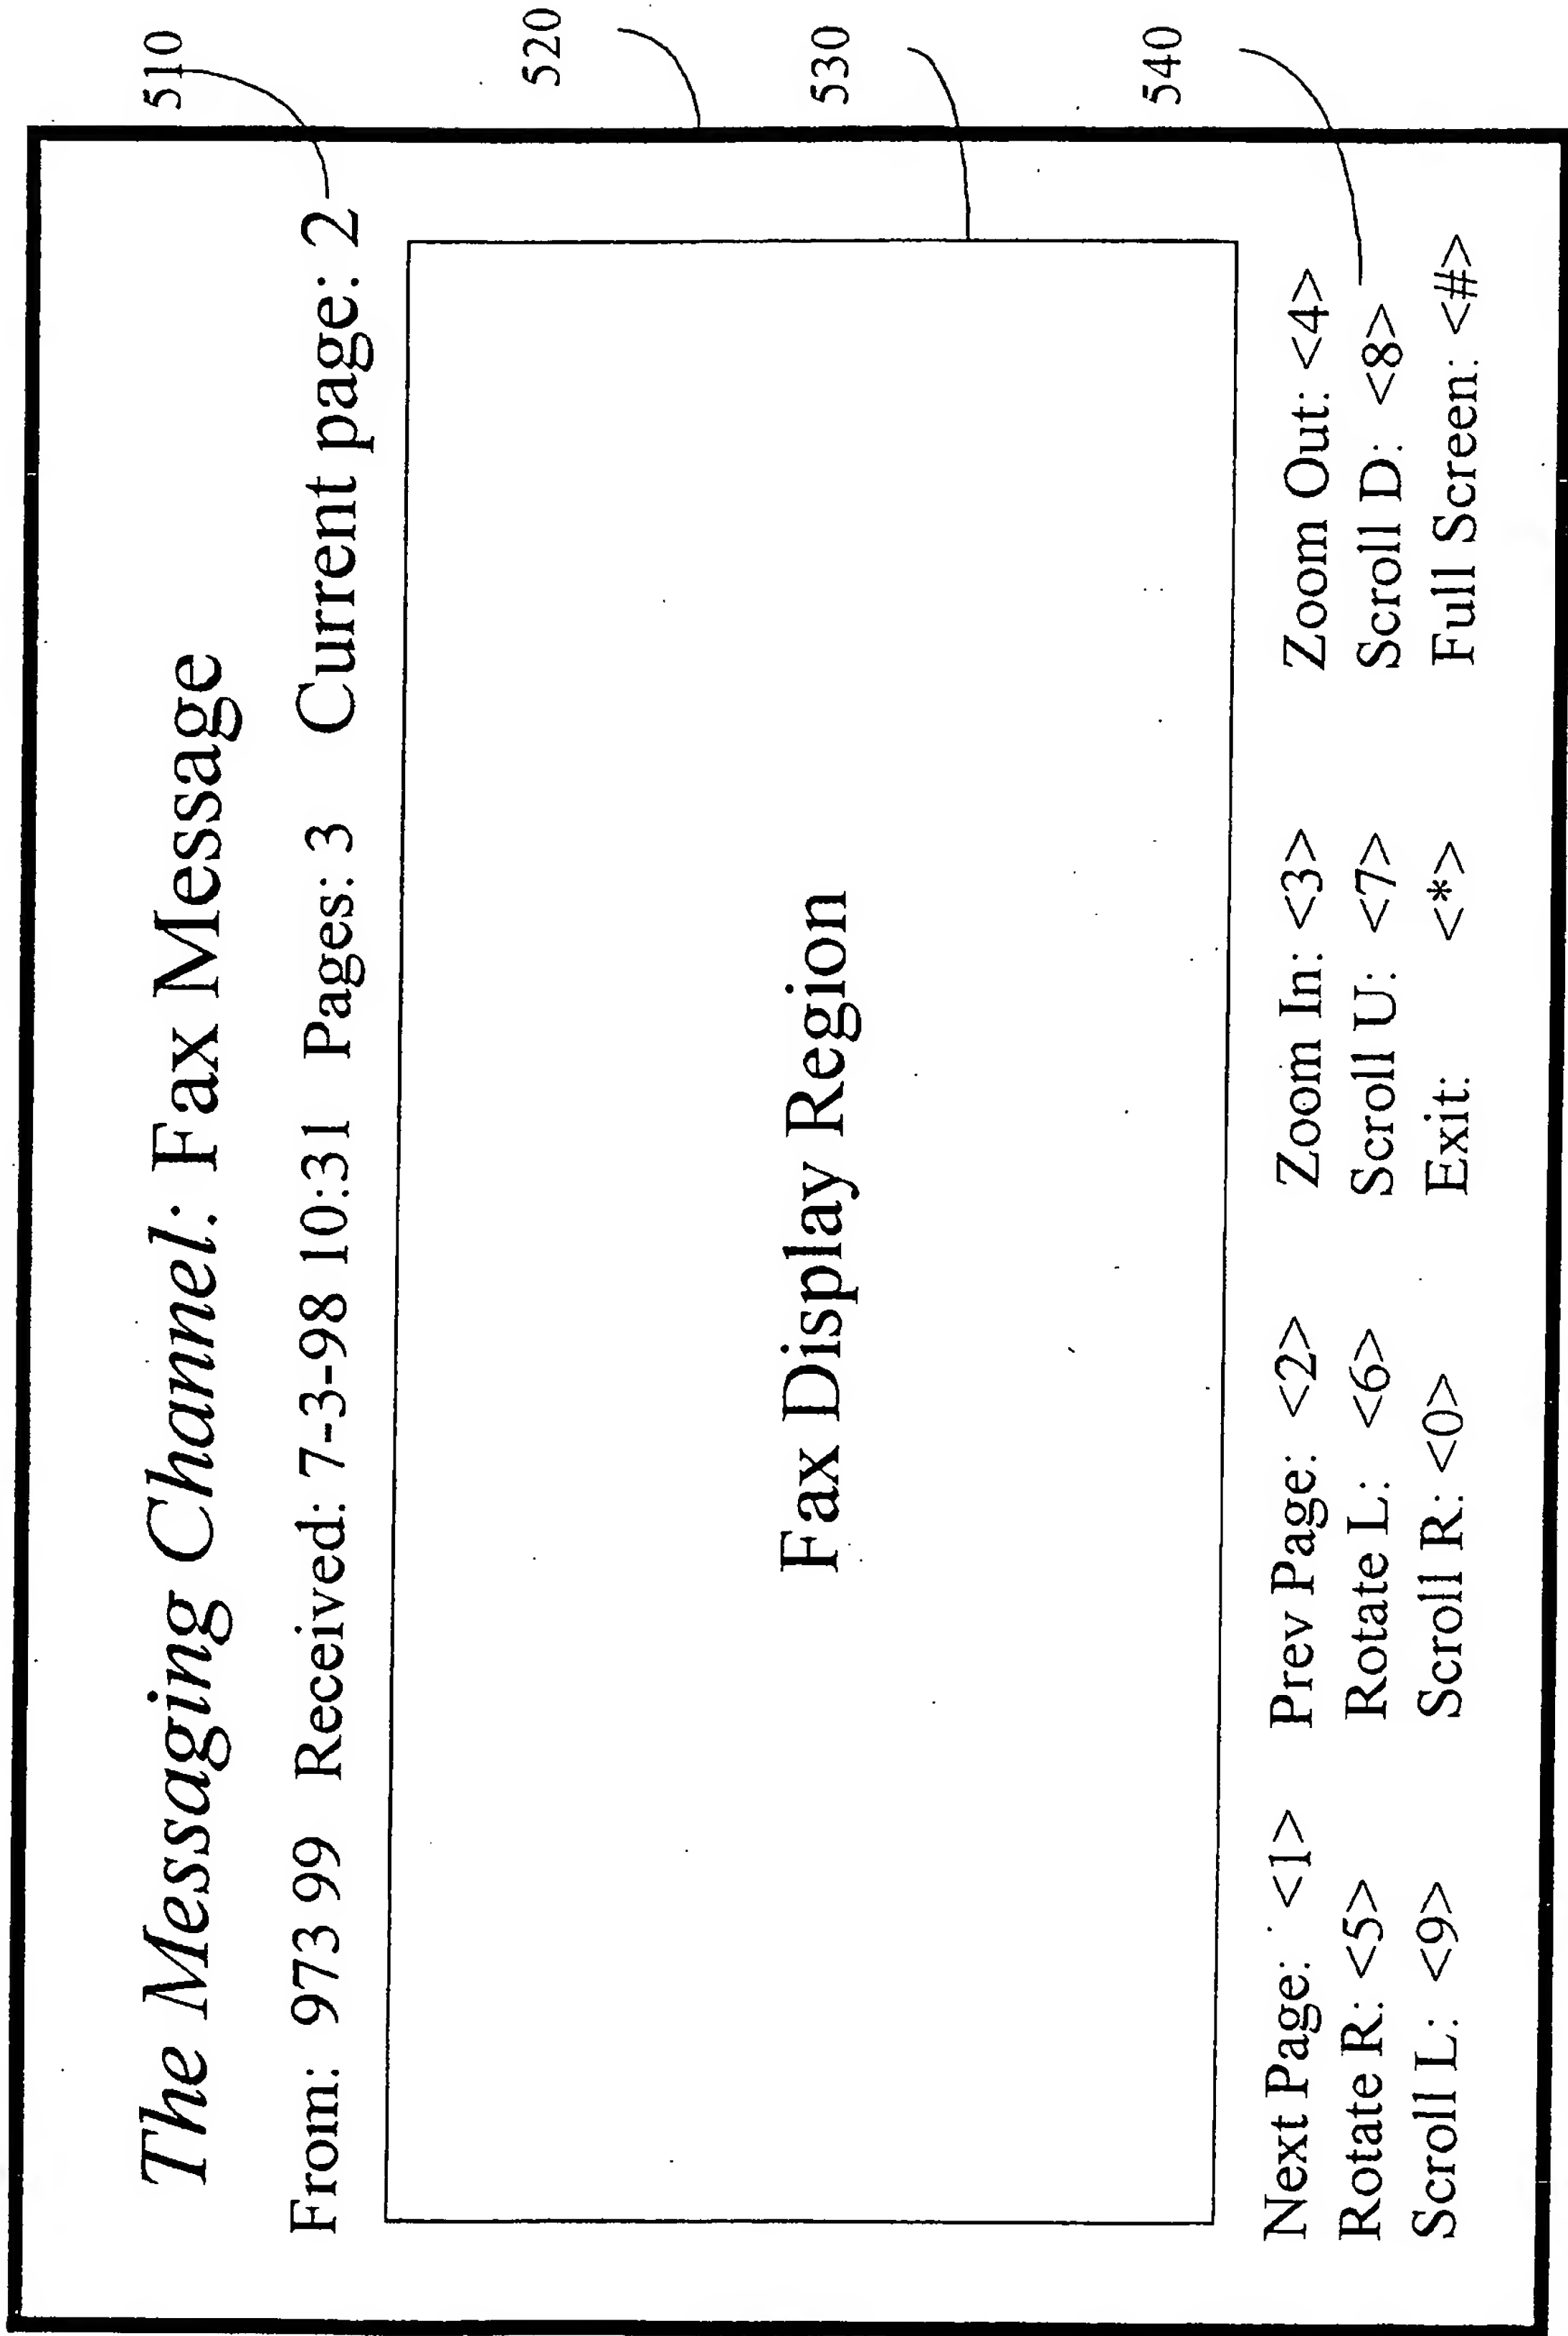 The Messaging Channel: Fax Message
From: 973 99 Received: 7-3-98 10:31 Pages: 3 Current page: 2
510
520
Fax Display Region
530
Next Page: <1> Prev Page: <2> Zoom In: <3> Zoom Out: <4>
540
Rotate R: <5> Rotate L: <6> Scroll U: <7> Scroll D: <8>
Scroll L: <9> Scroll R: <0> Exit: <*> Full Screen: <#>